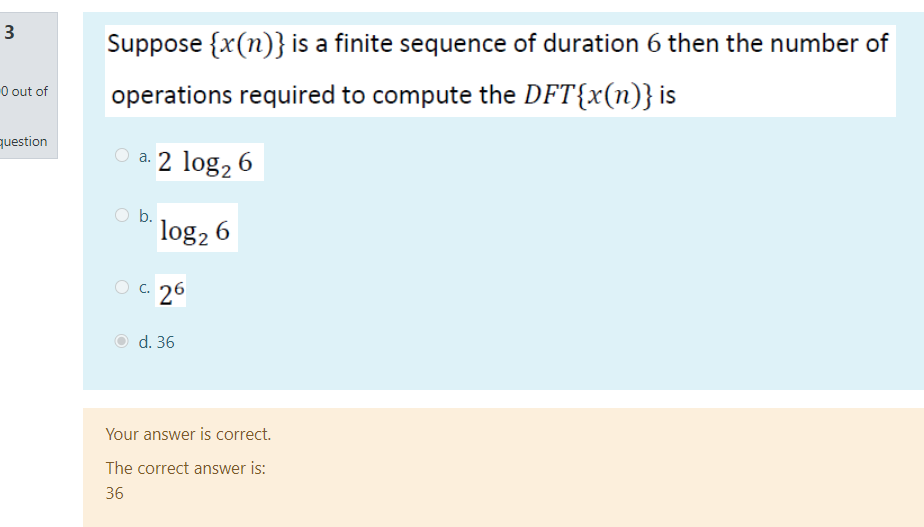 3
0 out of
question
Suppose {x(n)} is a finite sequence of duration 6 then the number of
operations required to compute the DFT{x(n)} is
a. 2 log₂ 6
b. log₂ 6
c. 2⁶
d. 36
Your answer is correct.
The correct answer is:
36